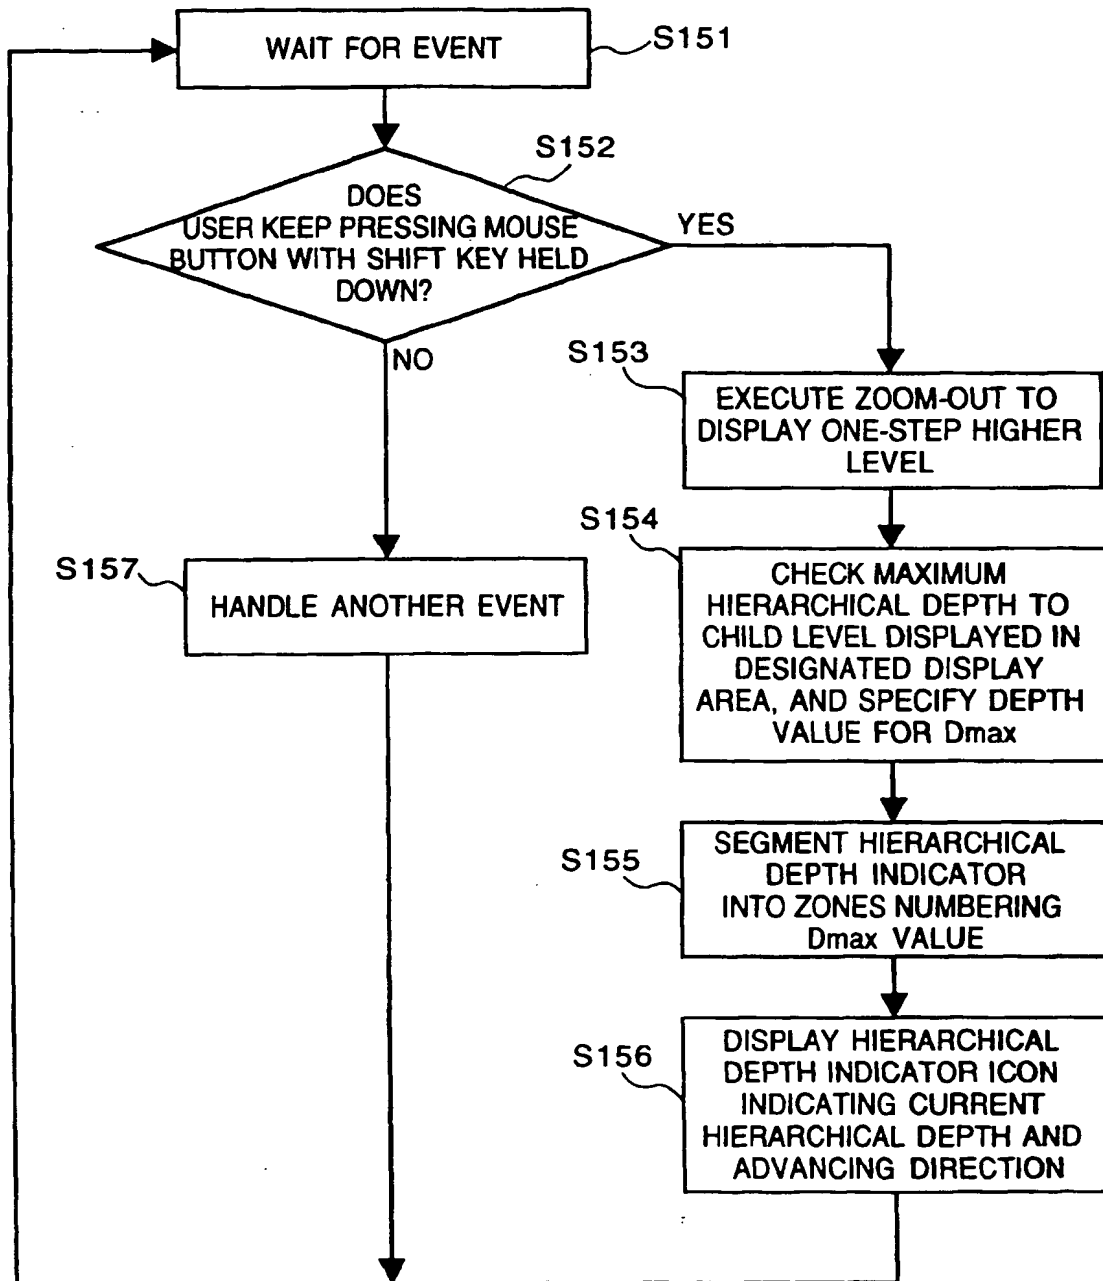 WAIT FOR EVENT
S151
S152
DOES
USER KEEP PRESSING MOUSE
BUTTON WITH SHIFT KEY HELD
DOWN?
YES
NO
S153
EXECUTE ZOOM-OUT TO
DISPLAY ONE-STEP HIGHER
LEVEL
S154
CHECK MAXIMUM
HIERARCHICAL DEPTH TO
CHILD LEVEL DISPLAYED IN
DESIGNATED DISPLAY
AREA, AND SPECIFY DEPTH
VALUE FOR Dmax
S157
HANDLE ANOTHER EVENT
S155
SEGMENT HIERARCHICAL
DEPTH INDICATOR
INTO ZONES NUMBERING
Dmax VALUE
S156
DISPLAY HIERARCHICAL
DEPTH INDICATOR ICON
INDICATING CURRENT
HIERARCHICAL DEPTH AND
ADVANCING DIRECTION